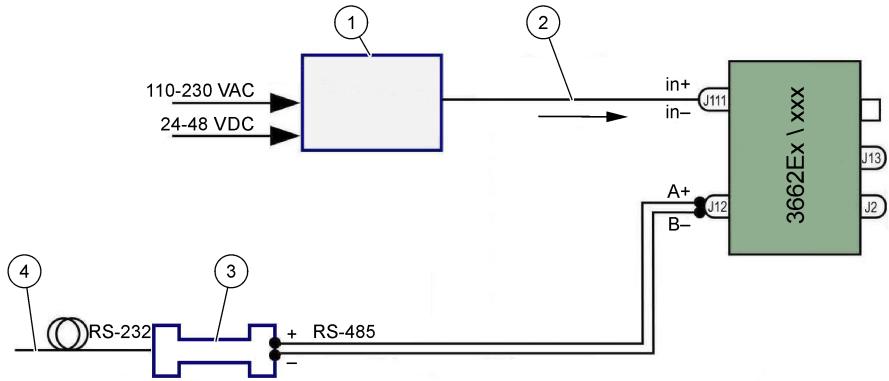 1
2
110-230 VAC
24-48 VDC
in+
in–
J111
3662Ex \ xxx
J13
J12
J2
A+
B–
4
3
RS-232
+
RS-485
–